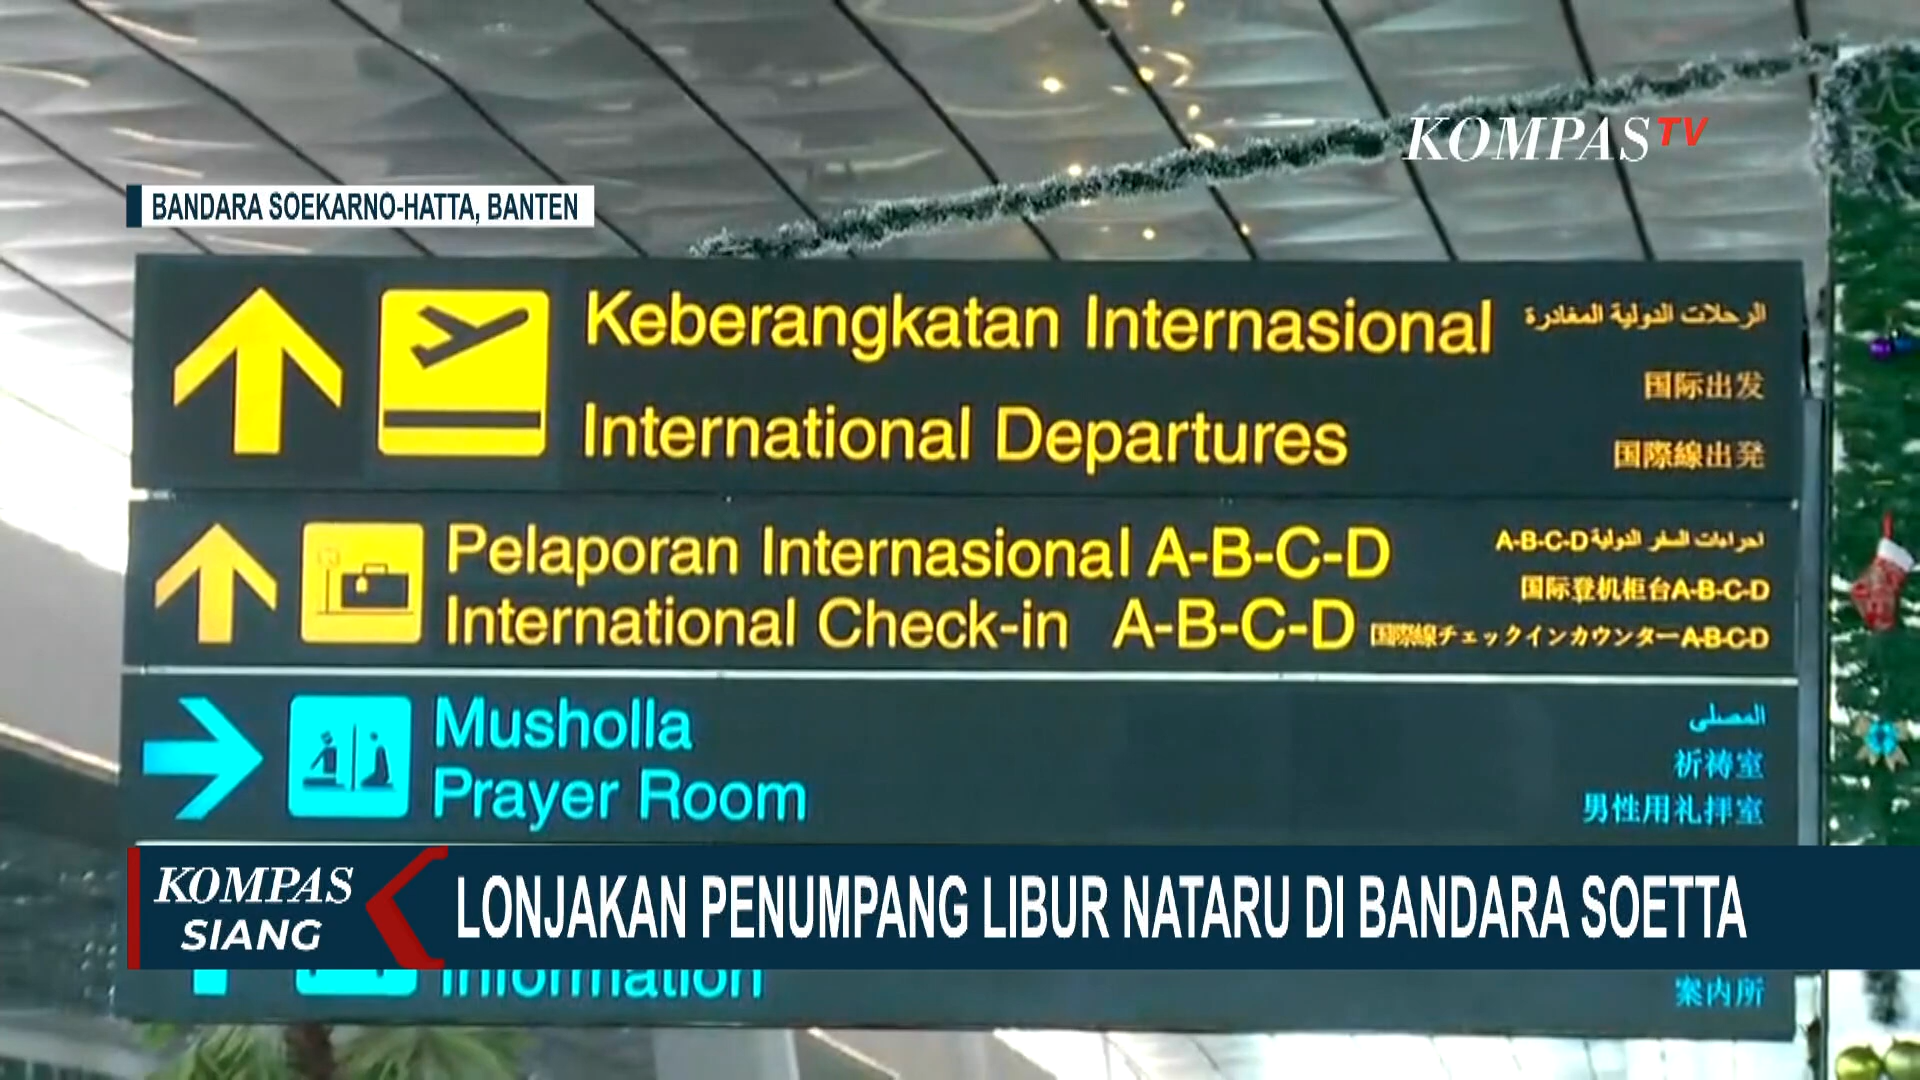 KOMPAS TV
BANDARA SOEKARNO-HATTA, BANTEN
Keberangkatan Internasional
International Departures
الرحلات الدولية المغادرة
国际出发
国際線出発
Pelaporan Internasional A-B-C-D
International Check-in A-B-C-D
اجراءات السفر الدولية A-B-C-D
国际登机柜台A-B-C-D
国際線チェックインカウンターA-B-C-D
Musholla
Prayer Room
المصلى
祈祷室
男性用礼拝室
KOMPAS
SIANG
LONJAKAN PENUMPANG LIBUR NATARU DI BANDARA SOETTA
Information
案内所